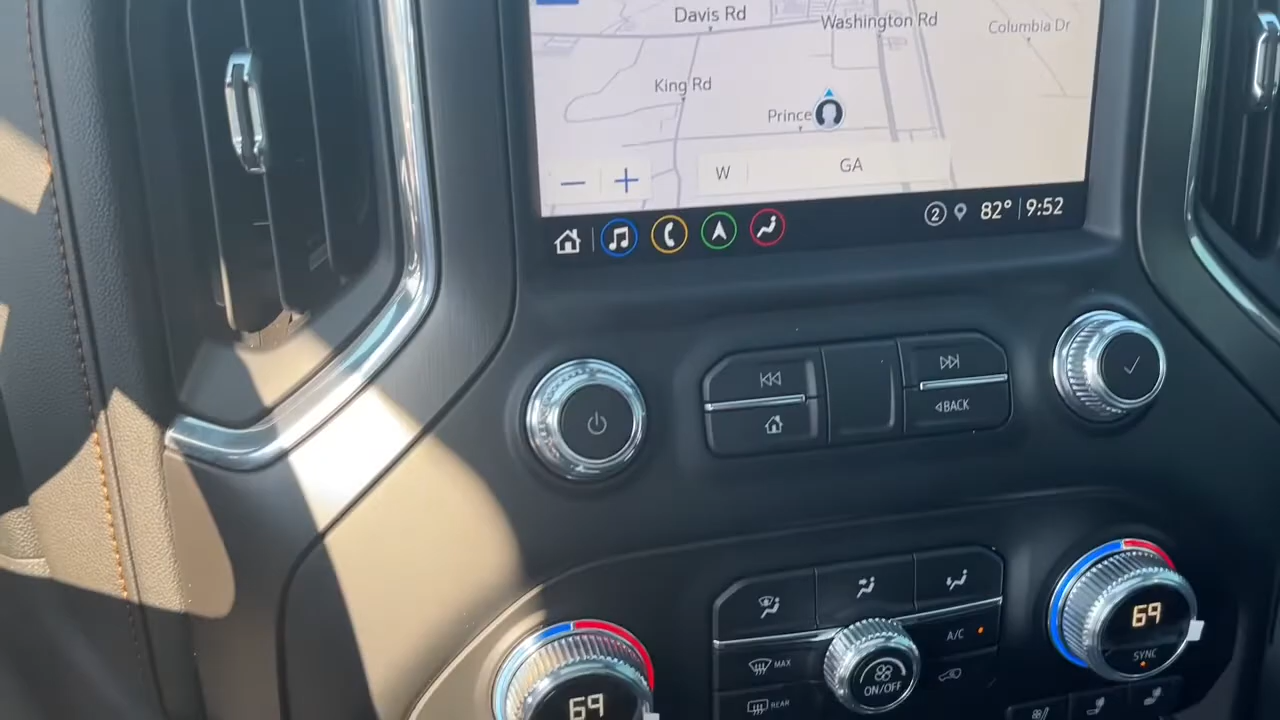 Davis Rd
Washington Rd
Columbia Dr
King Rd
Prince
W
GA
2
82° 9:52
BACK
69
A/C
SYNC
MAX
ON/OFF
REAR
69